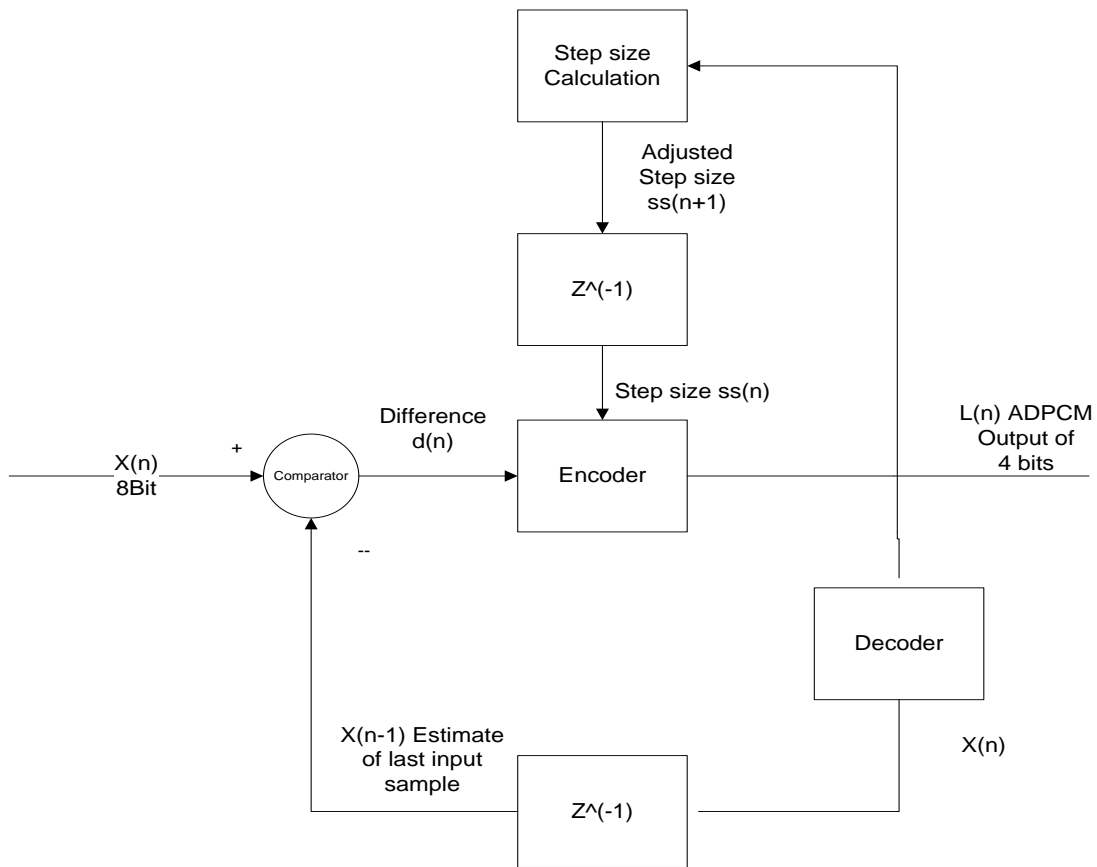 Step size
Calculation
Adjusted
Step size
ss(n+1)
Z^(-1)
Step size ss(n)
Difference
d(n)
L(n) ADPCM
Output of
4 bits
+
X(n)
8Bit
Comparator
Encoder
--
Decoder
X(n-1) Estimate
of last input
sample
X(n)
Z^(-1)